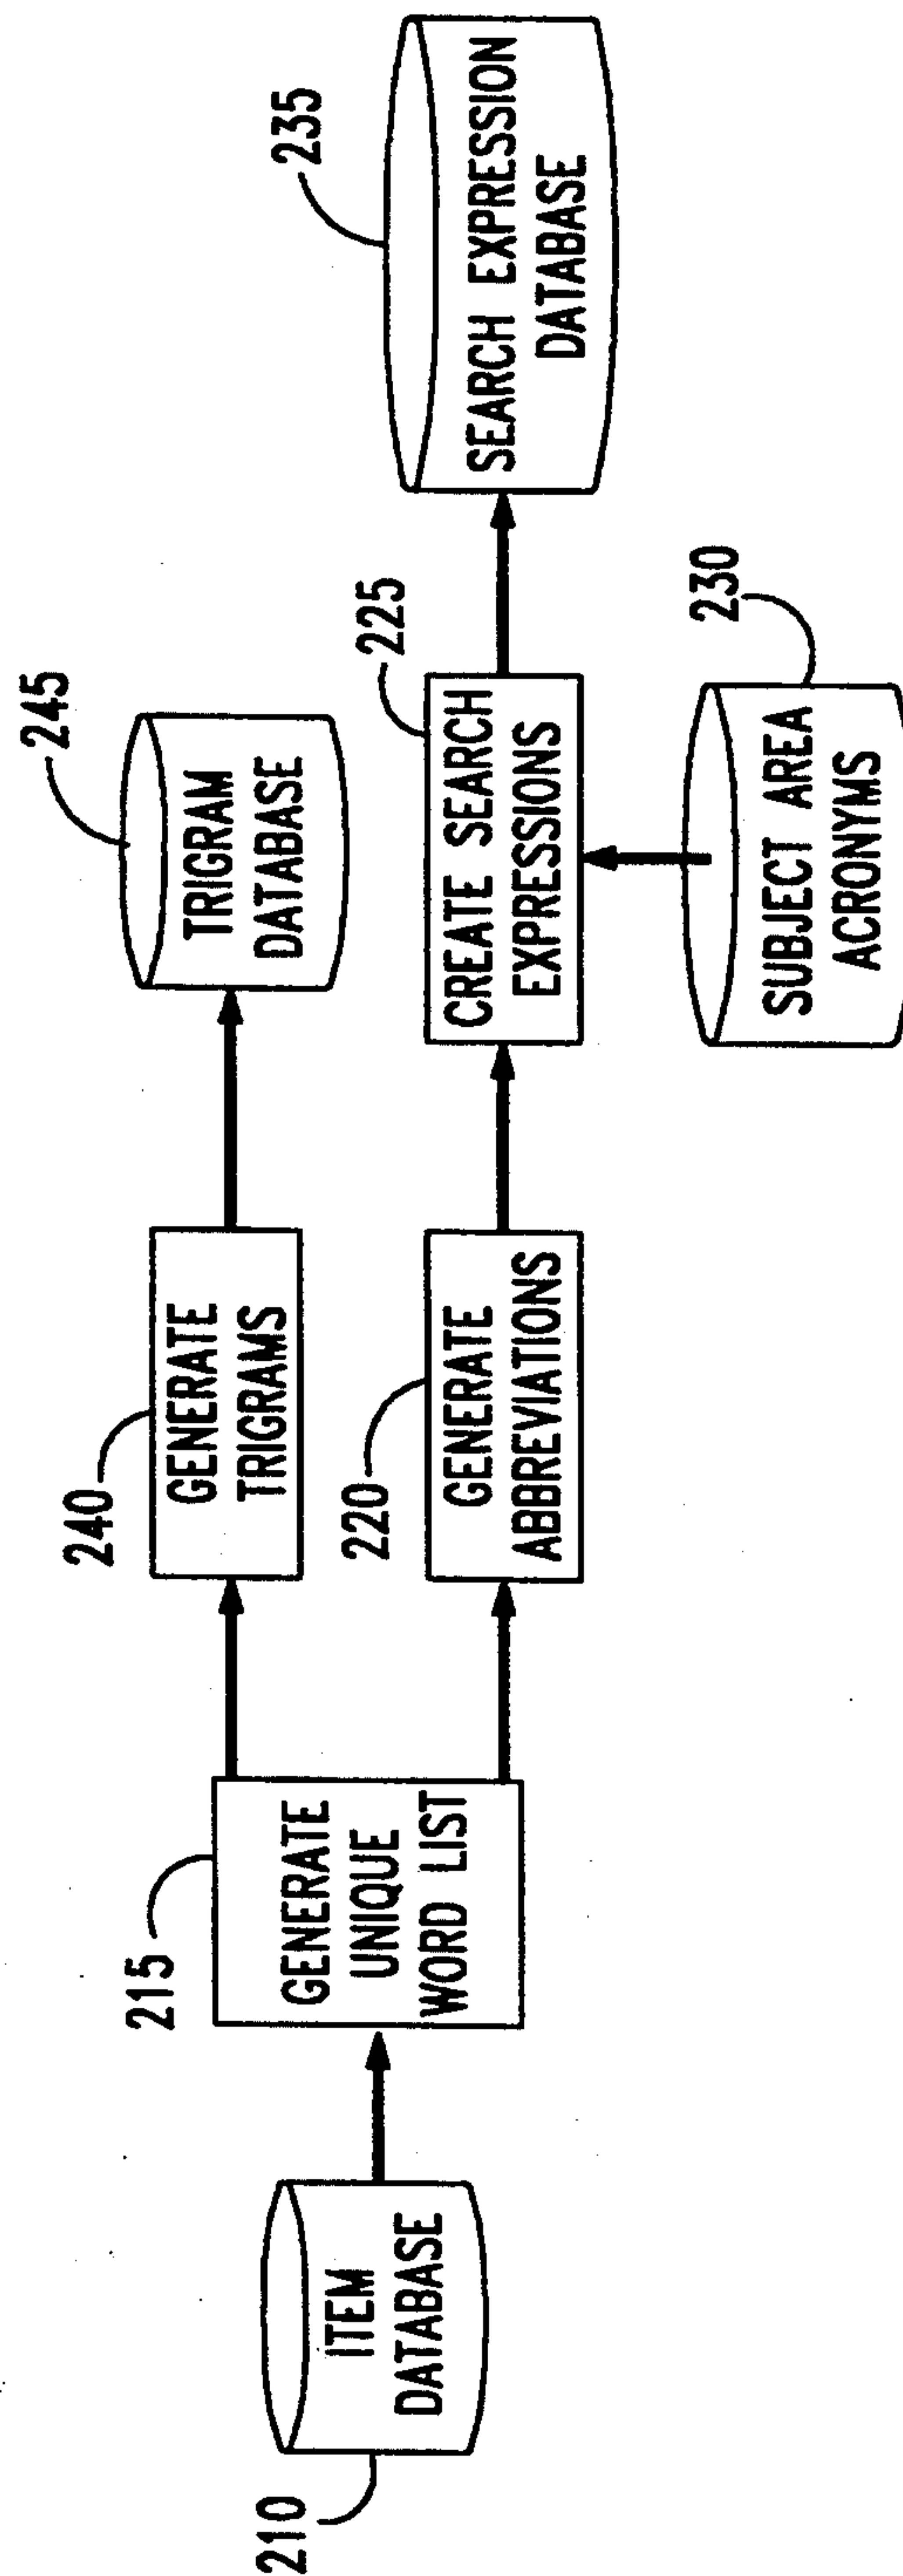 210
ITEM
DATABASE
215
GENERATE
UNIQUE
WORD LIST
240
GENERATE
TRIGRAMS
245
TRIGRAM
DATABASE
220
GENERATE
ABBREVIATIONS
225
CREATE SEARCH
EXPRESSIONS
230
SUBJECT AREA
ACRONYMS
235
SEARCH EXPRESSION
DATABASE